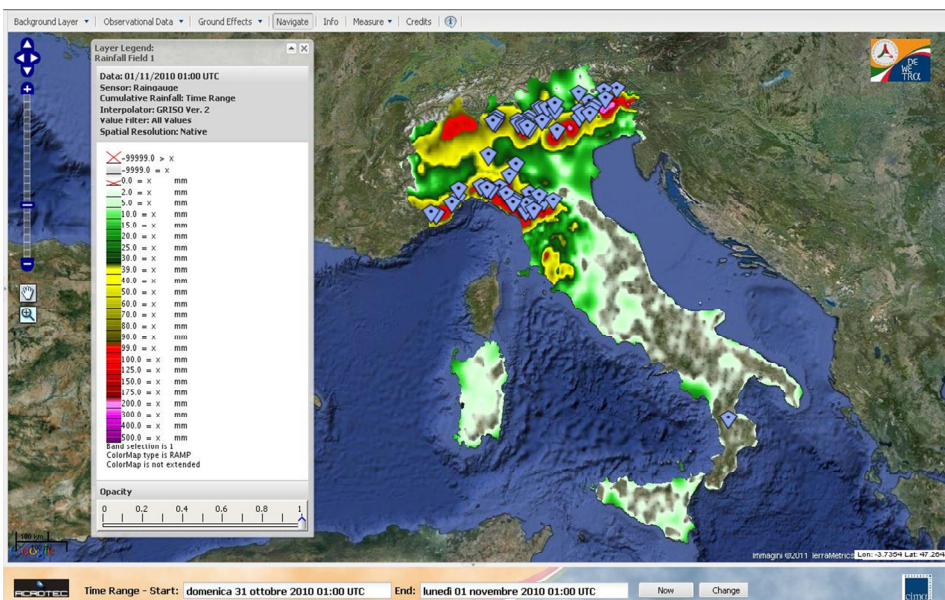 Background Layer Observational Data Ground Effects Navigate Info Measure Credits
Layer Legend:
Rainfall Field 1
Data: 01/11/2010 01:00 UTC
Sensor: Raingauge
Cumulative Rainfall: Time Range
Interpolator: GRISO Ver. 2
Value Filter: All Values
Spatial Resolution: Native
-99999.0 > x
-9999.0 = x
0.0 = x mm
2.0 = x mm
5.0 = x mm
10.0 = x mm
15.0 = x mm
20.0 = x mm
25.0 = x mm
30.0 = x mm
39.0 = x mm
40.0 = x mm
50.0 = x mm
60.0 = x mm
70.0 = x mm
80.0 = x mm
90.0 = x mm
99.0 = x mm
100.0 = x mm
125.0 = x mm
150.0 = x mm
175.0 = x mm
200.0 = x mm
300.0 = x mm
400.0 = x mm
500.0 = x mm
Band selection is 1
ColorMap type is RAMP
ColorMap is not extended
Opacity
0 0.2 0.4 0.6 0.8 1
DE
WE
TRα
100 km
Google
Immagini ©2011 TerraMetrics
Lon: -3.7354 Lat: 47.264
ACROTEC Time Range - Start: domenica 31 ottobre 2010 01:00 UTC End: lunedì 01 novembre 2010 01:00 UTC Now Change
cima